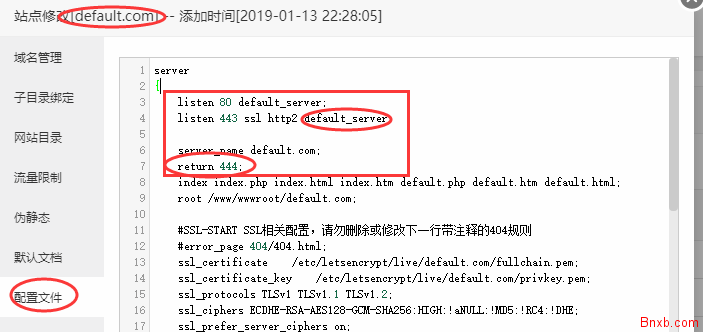 站点修改[default.com] -- 添加时间[2019-01-13 22:28:05]
域名管理
子目录绑定
网站目录
流量限制
伪静态
默认文档
配置文件
1 server
2 {
3 listen 80 default_server;
4 listen 443 ssl http2 default_server
5
6 server_name default.com;
7 return 444;
8 index index.php index.html index.htm default.php default.htm default.html;
9 root /www/wwwroot/default.com;
10
11 #SSL-START SSL相关配置，请勿删除或修改下一行带注释的404规则
12 #error_page 404/404.html;
13 ssl_certificate /etc/letsencrypt/live/default.com/fullchain.pem;
14 ssl_certificate_key /etc/letsencrypt/live/default.com/privkey.pem;
15 ssl_protocols TLSv1 TLSv1.1 TLSv1.2;
16 ssl_ciphers ECDHE-RSA-AES128-GCM-SHA256:HIGH:!aNULL:!MD5:!RC4:!DHE;
17 ssl_prefer_server_ciphers on;
Bnxb.com